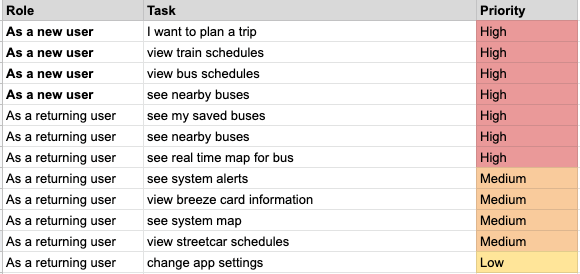 Role Task Priority
As a new user I want to plan a trip High
As a new user view train schedules High
As a new user view bus schedules High
As a new user see nearby buses High
As a returning user see my saved buses High
As a returning user see nearby buses High
As a returning user see real time map for bus High
As a returning user see system alerts Medium
As a returning user view breeze card information Medium
As a returning user see system map Medium
As a returning user view streetcar schedules Medium
As a returning user change app settings Low